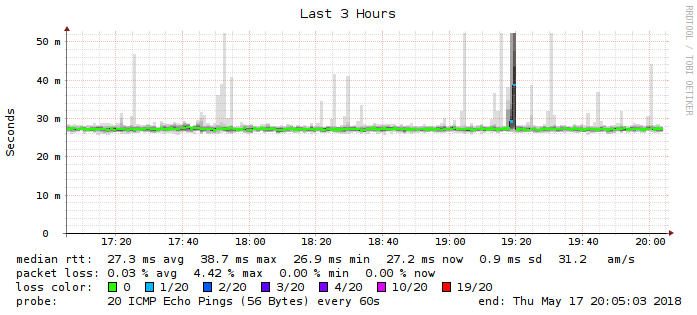 Last 3 Hours
RRDTOOL / TOBI OETIKER
Seconds
50 m
40 m
30 m
20 m
10 m
0
17:20 17:40 18:00 18:20 18:40 19:00 19:20 19:40 20:00
median rtt: 27.3 ms avg 38.7 ms max 26.9 ms min 27.2 ms now 0.9 ms sd 31.2 am/s
packet loss: 0.03 % avg 4.42 % max 0.00 % min 0.00 % now
loss color: 0 1/20 2/20 3/20 4/20 10/20 19/20
probe: 20 ICMP Echo Pings (56 Bytes) every 60s end: Thu May 17 20:05:03 2018